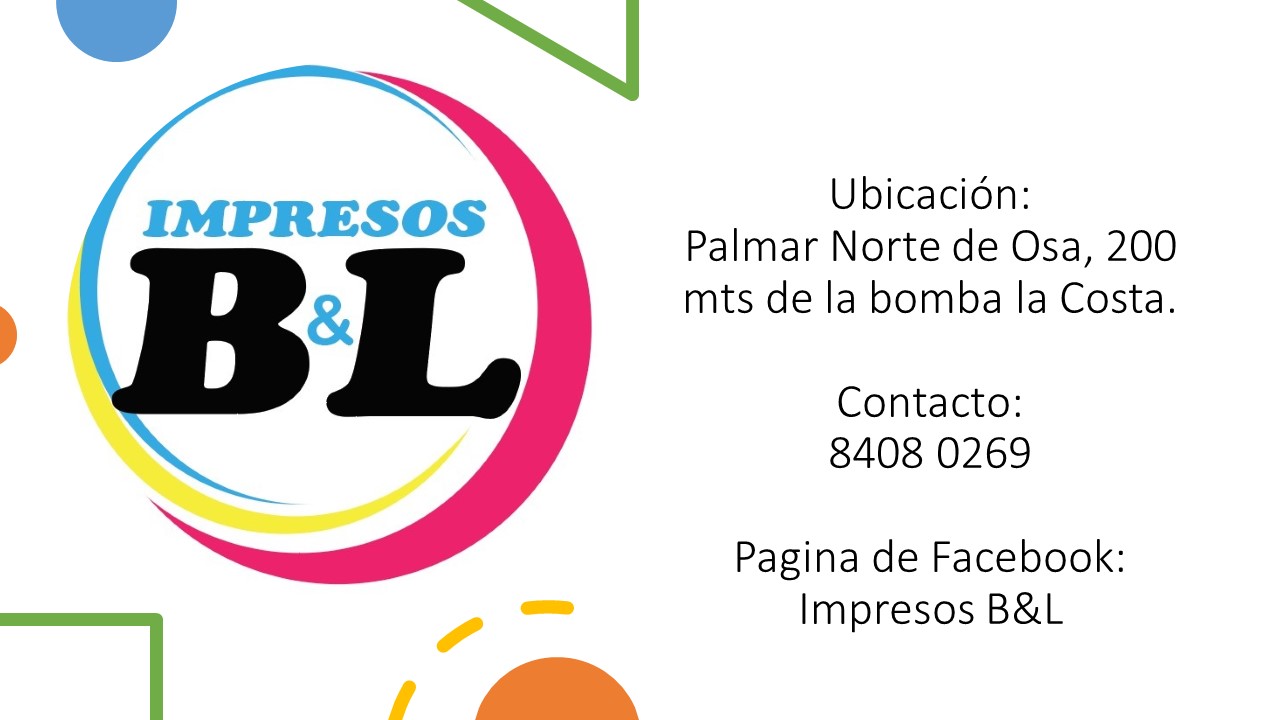 IMPRESOS
B&L
Ubicación:
Palmar Norte de Osa, 200
mts de la bomba la Costa.
Contacto:
8408 0269
Pagina de Facebook:
Impresos B&L